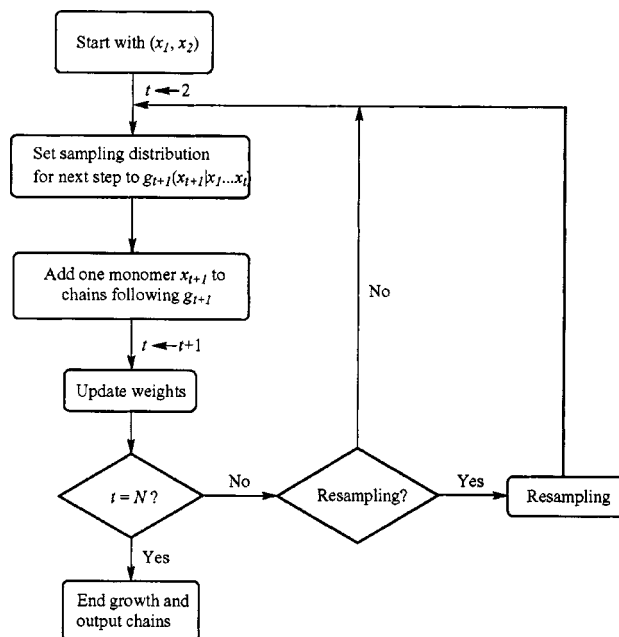 Start with (x1, x2)
t ← 2
Set sampling distribution
for next step to gt+1(xt+1|x1...xt)
Add one monomer xt+1 to
chains following gt+1
No
t ← t+1
Update weights
t = N ?
No
Resampling?
Yes
Resampling
Yes
End growth and
output chains